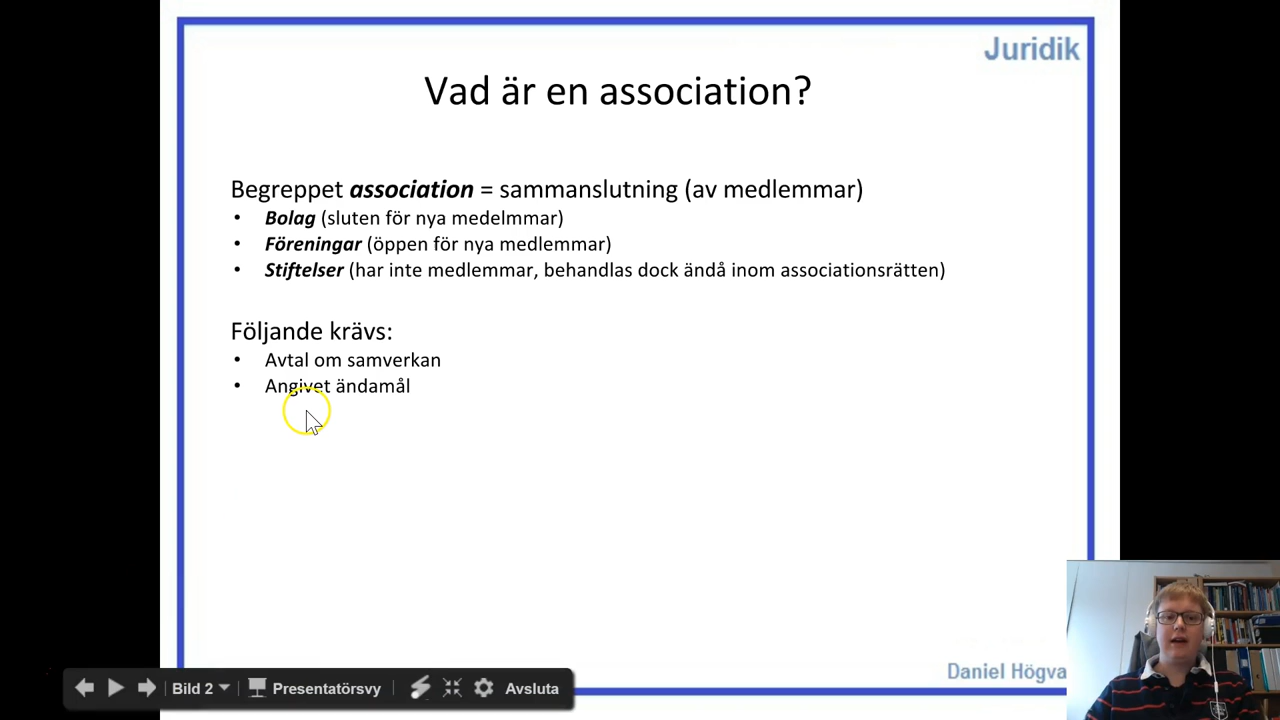 Juridik
Vad är en association?
Begreppet association = sammanslutning (av medlemmar)
• Bolag (sluten för nya medelmmar)
• Föreningar (öppen för nya medlemmar)
• Stiftelser (har inte medlemmar, behandlas dock ändå inom associationsrätten)
Följande krävs:
• Avtal om samverkan
• Angivet ändamål
Daniel Högva
Bild 2
Presentatörsvy
Avsluta